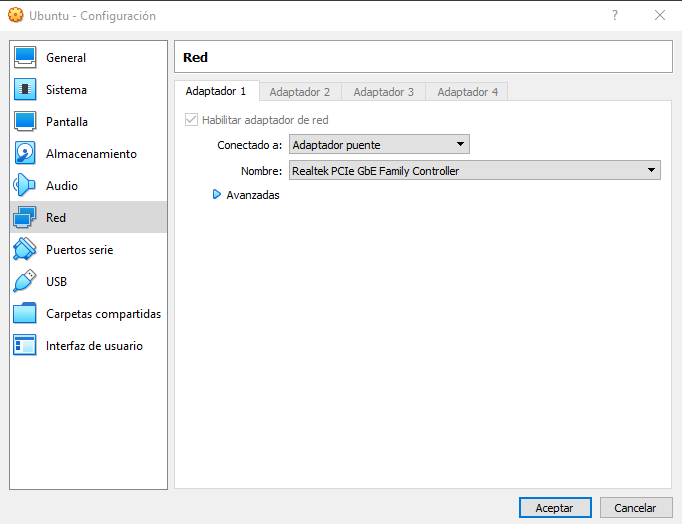 Ubuntu - Configuración
?
General
Sistema
Pantalla
Almacenamiento
Audio
Red
Puertos serie
USB
Carpetas compartidas
Interfaz de usuario
Red
Adaptador 1 Adaptador 2 Adaptador 3 Adaptador 4
Habilitar adaptador de red
Conectado a: Adaptador puente
Nombre: Realtek PCIe GbE Family Controller
Avanzadas
Aceptar Cancelar